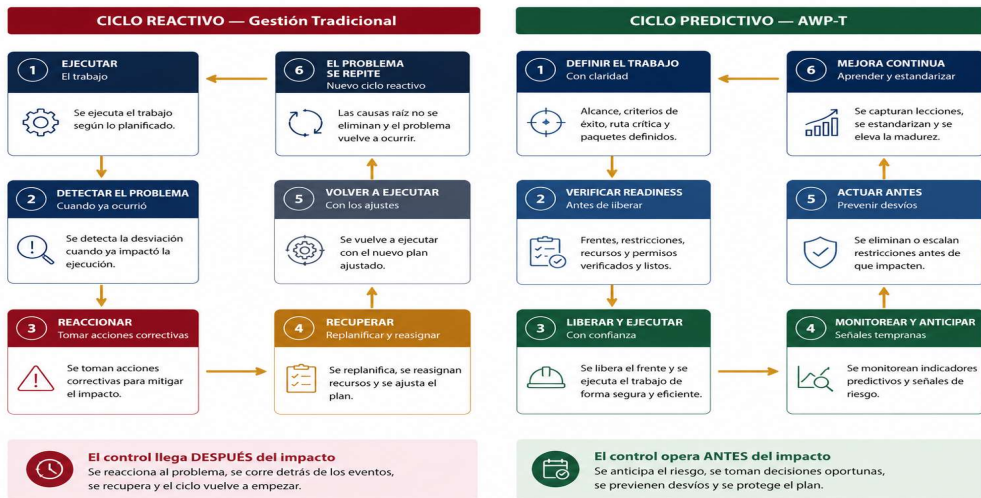 CICLO REACTIVO — Gestión Tradicional
1
EJECUTAR
El trabajo
Se ejecuta el trabajo
según lo planificado.
2
DETECTAR EL PROBLEMA
Cuando ya ocurrió
Se detecta la desviación
cuando ya impactó la
ejecución.
3
REACCIONAR
Tomar acciones correctivas
Se toman acciones
correctivas para mitigar
el impacto.
4
RECUPERAR
Replanificar y reasignar
Se replanifica, se reasignan
recursos y se ajusta el
plan.
5
VOLVER A EJECUTAR
Con los ajustes
Se vuelve a ejecutar
con el nuevo plan
ajustado.
6
EL PROBLEMA
SE REPITE
Nuevo ciclo reactivo
Las causas raíz no se
eliminan y el problema
vuelve a ocurrir.
El control llega DESPUÉS del impacto
Se reacciona al problema, se corre detrás de los eventos,
se recupera y el ciclo vuelve a empezar.
CICLO PREDICTIVO — AWP-T
1
DEFINIR EL TRABAJO
Con claridad
Alcance, criterios de
éxito, ruta crítica y
paquetes definidos.
2
VERIFICAR READINESS
Antes de liberar
Frentes, restricciones,
recursos y permisos
verificados y listos.
3
LIBERAR Y EJECUTAR
Con confianza
Se libera el frente y se
ejecuta el trabajo de
forma segura y eficiente.
4
MONITOREAR Y ANTICIPAR
Señales tempranas
Se monitorean indicadores
predictivos y señales de
riesgo.
5
ACTUAR ANTES
Prevenir desvíos
Se eliminan o escalan
restricciones antes de
que impacten.
6
MEJORA CONTINUA
Aprender y estandarizar
Se capturan lecciones,
se estandarizan y se
eleva la madurez.
El control opera ANTES del impacto
Se anticipa el riesgo, se toman decisiones oportunas,
se previenen desvíos y se protege el plan.